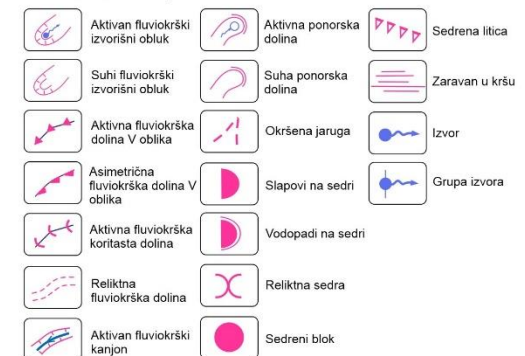 Aktivan fluviokrški
izvorišni obluk
Suhi fluviokrški
izvorišni obluk
Aktivna fluviokrška
dolina V oblika
Asimetrična
fluviokrška dolina V
oblika
Aktivna fluviokrška
koritasta dolina
Reliktna
fluviokrška dolina
Aktivan fluviokrški
kanjon
Aktivna ponorska
dolina
Suha ponorska
dolina
Okršena jaruga
Slapovi na sedri
Vodopadi na sedri
Reliktna sedra
Sedreni blok
Sedrena litica
Zaravan u kršu
Izvor
Grupa izvora